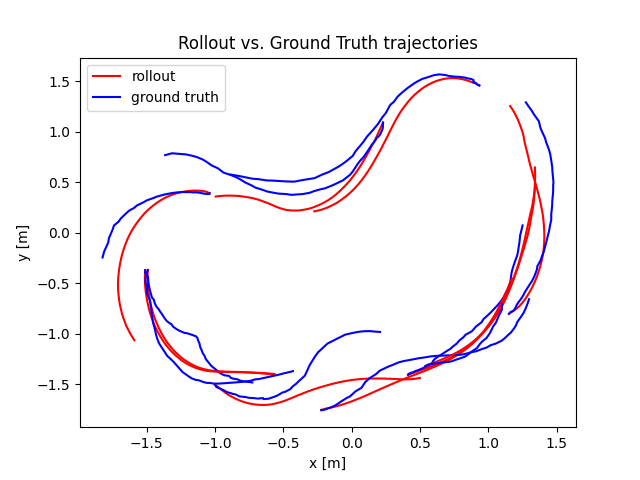 Rollout vs. Ground Truth trajectories
rollout
ground truth
1.5
1.0
0.5
0.0
−0.5
−1.0
−1.5
y [m]
−1.5 −1.0 −0.5 0.0 0.5 1.0 1.5
x [m]